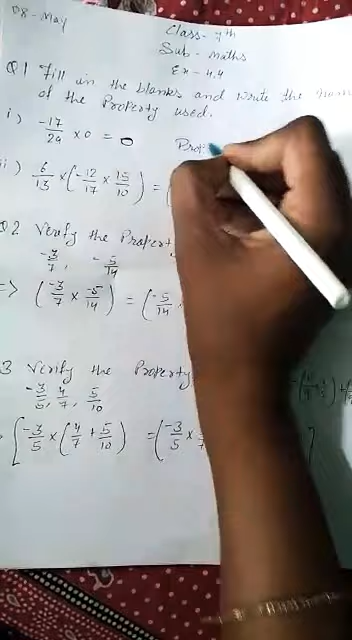 08-May
Class-7th
Sub-Maths
Ex-4.4
Q1 Fill in the blanks and write the
of the Property used.
i) -17/24 × 0 = 0
ii) 6/13 × (-12/17 × 15/10) = (
Q2 Verify the
-3/7, -5/14
=> (-3/7 × -5/14) = (-5/14
3 Verify the Property
-3/5, 4/7, 5/10
[-3/5 × (4/7 + 5/10) = (-3/5 ×